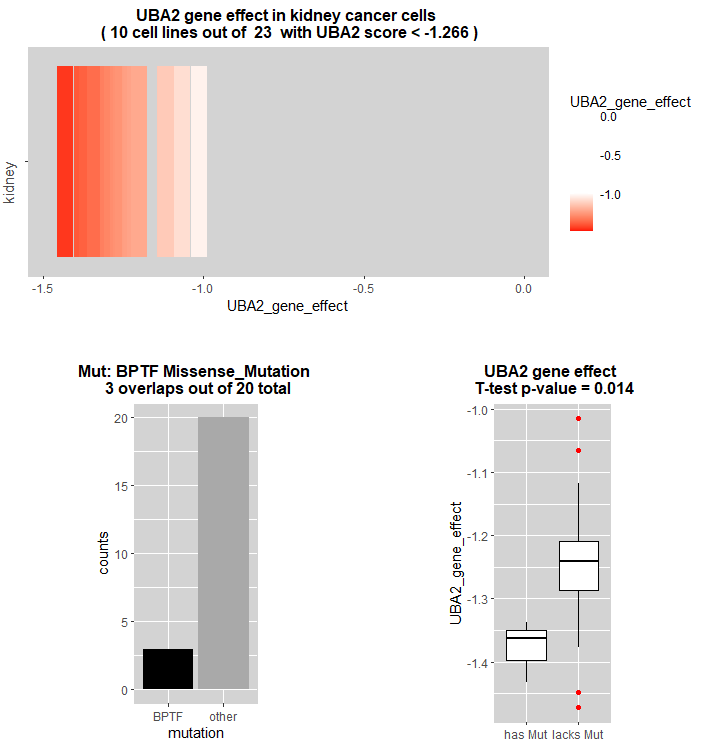 UBA2 gene effect in kidney cancer cells
( 10 cell lines out of  23  with UBA2 score < -1.266 )
kidney
-1.5
-1.0
-0.5
0.0
UBA2_gene_effect
UBA2_gene_effect
0.0
-0.5
-1.0
Mut: BPTF Missense_Mutation
3 overlaps out of 20 total
counts
20
15
10
5
0
BPTF
other
mutation
UBA2 gene effect
T-test p-value = 0.014
UBA2_gene_effect
-1.0
-1.1
-1.2
-1.3
-1.4
has Mut
lacks Mut